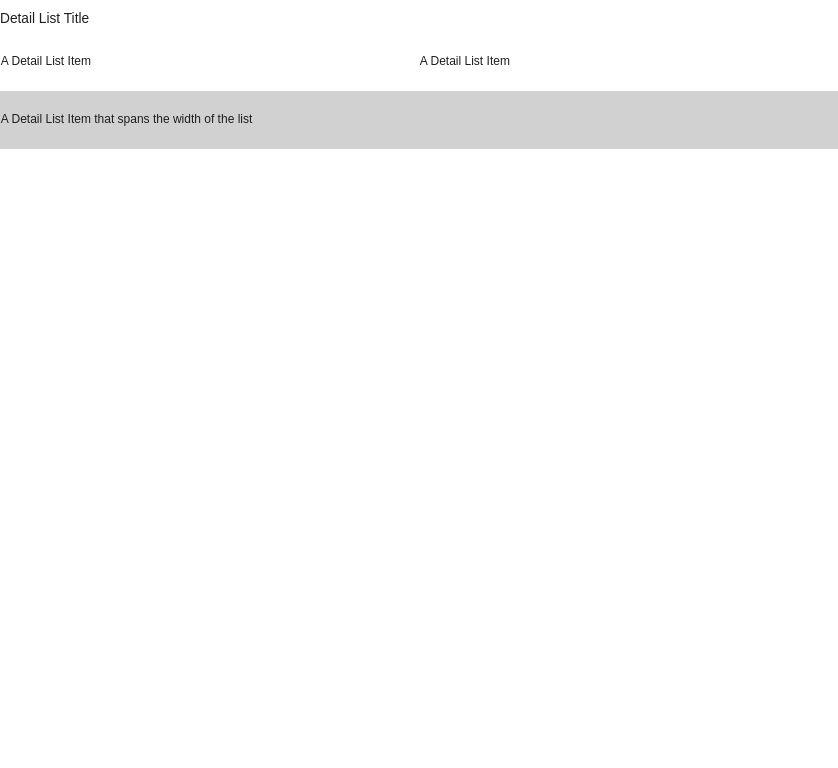 Detail List Title
A Detail List Item
A Detail List Item
A Detail List Item that spans the width of the list